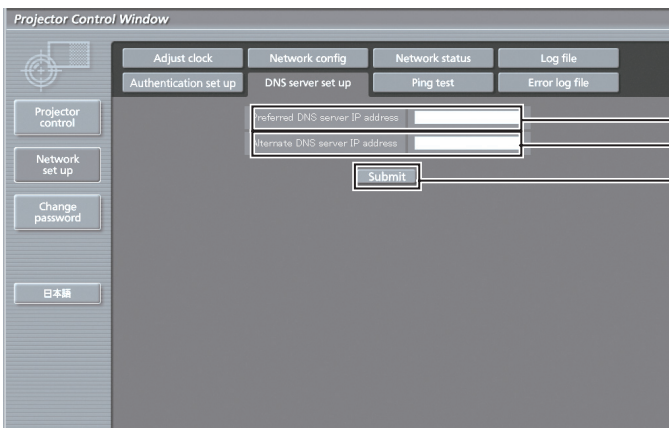 Projector Control Window
Adjust clock
Network config
Network status
Log file
Authentication set up
DNS server set up
Ping test
Error log file
Projector
control
Network
set up
Change
password
日本語
Preferred DNS server IP address
Alternate DNS server IP address
Submit